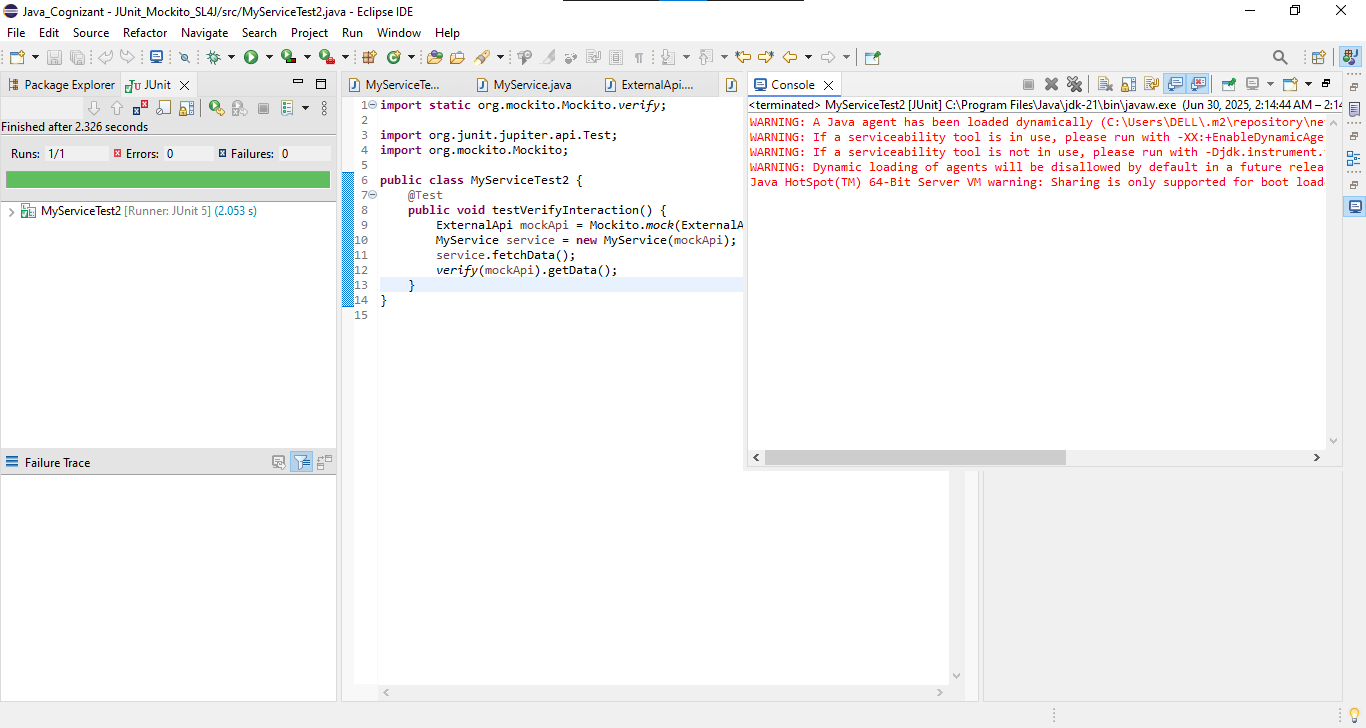 Java_Cognizant - JUnit_Mockito_SL4J/src/MyServiceTest2.java - Eclipse IDE
File Edit Source Refactor Navigate Search Project Run Window Help
Package Explorer JUnit
Finished after 2.326 seconds
Runs: 1/1 Errors: 0 Failures: 0
MyServiceTest2 [Runner: JUnit 5] (2.053 s)
Failure Trace
MyServiceTe... MyService.java ExternalApi....
1 import static org.mockito.Mockito.verify;
2
3 import org.junit.jupiter.api.Test;
4 import org.mockito.Mockito;
5
6 public class MyServiceTest2 {
7 @Test
8 public void testVerifyInteraction() {
9 ExternalApi mockApi = Mockito.mock(ExternalA
10 MyService service = new MyService(mockApi);
11 service.fetchData();
12 verify(mockApi).getData();
13 }
14 }
15
Console
<terminated> MyServiceTest2 [JUnit] C:\Program Files\Java\jdk-21\bin\javaw.exe (Jun 30, 2025, 2:14:44 AM – 2:14
WARNING: A Java agent has been loaded dynamically (C:\Users\DELL\.m2\repository\ne
WARNING: If a serviceability tool is in use, please run with -XX:+EnableDynamicAge
WARNING: If a serviceability tool is not in use, please run with -Djdk.instrument.
WARNING: Dynamic loading of agents will be disallowed by default in a future relea
Java HotSpot(TM) 64-Bit Server VM warning: Sharing is only supported for boot load